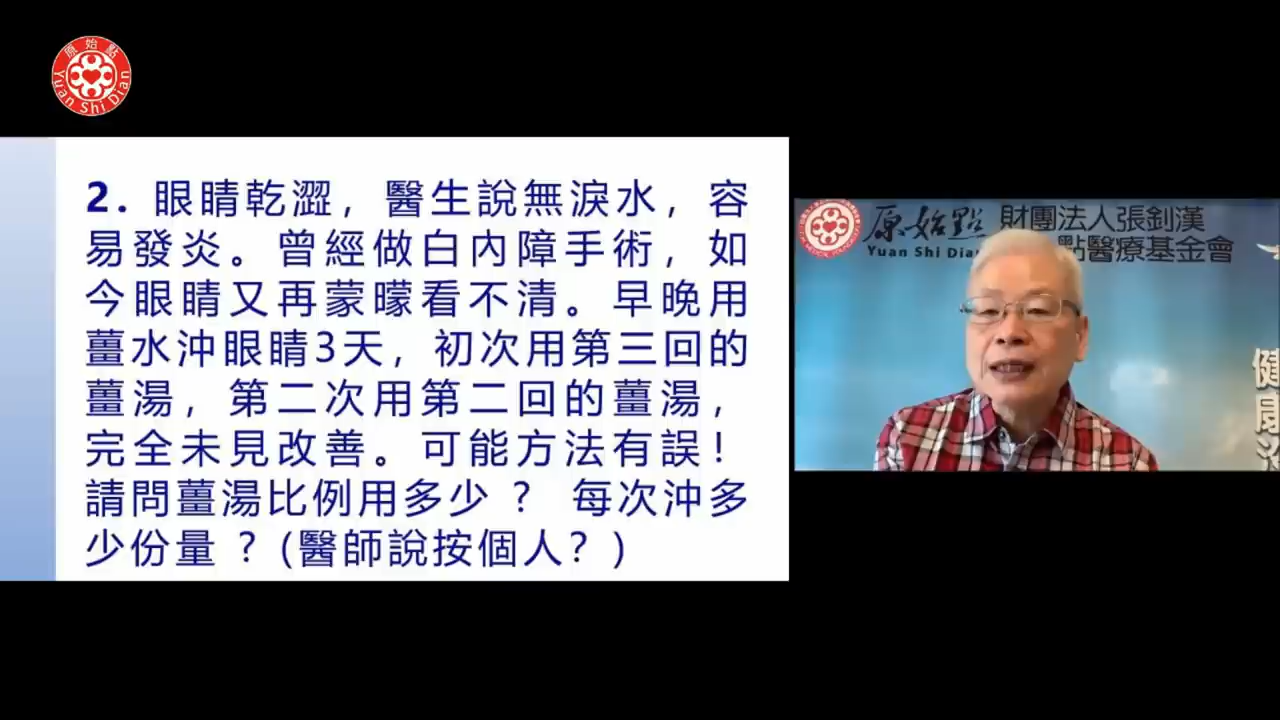 原始點
Yuan Shi Dian
2. 眼睛乾澀，醫生說無淚水，容
易發炎。曾經做白內障手術，如
今眼睛又再蒙矇看不清。早晚用
薑水沖眼睛3天，初次用第三回的
薑湯，第二次用第二回的薑湯，
完全未見改善。可能方法有誤！
請問薑湯比例用多少？ 每次沖多
少份量？(醫師說按個人？)
原始點
Yuan Shi Dian
財團法人張釗漢
點醫療基金會
健康